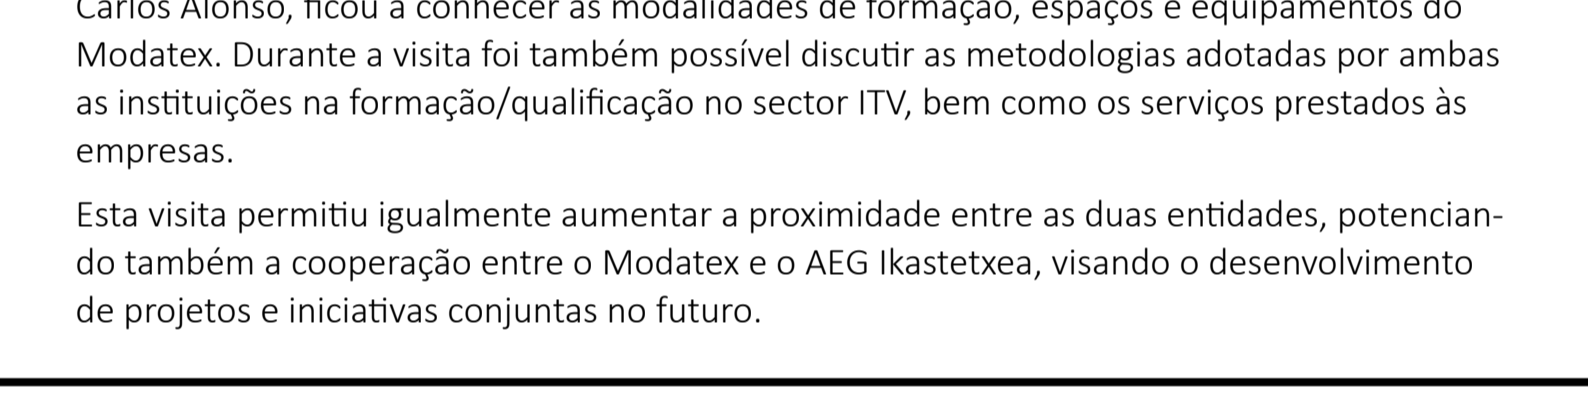 Carlos Alonso, ficou a conhecer as modalidades de formação, espaços e equipamentos do
Modatex. Durante a visita foi também possível discutir as metodologias adotadas por ambas
as instituições na formação/qualificação no sector ITV, bem como os serviços prestados às
empresas.
Esta visita permitiu igualmente aumentar a proximidade entre as duas entidades, potencian-
do também a cooperação entre o Modatex e o AEG Ikastetxea, visando o desenvolvimento
de projetos e iniciativas conjuntas no futuro.